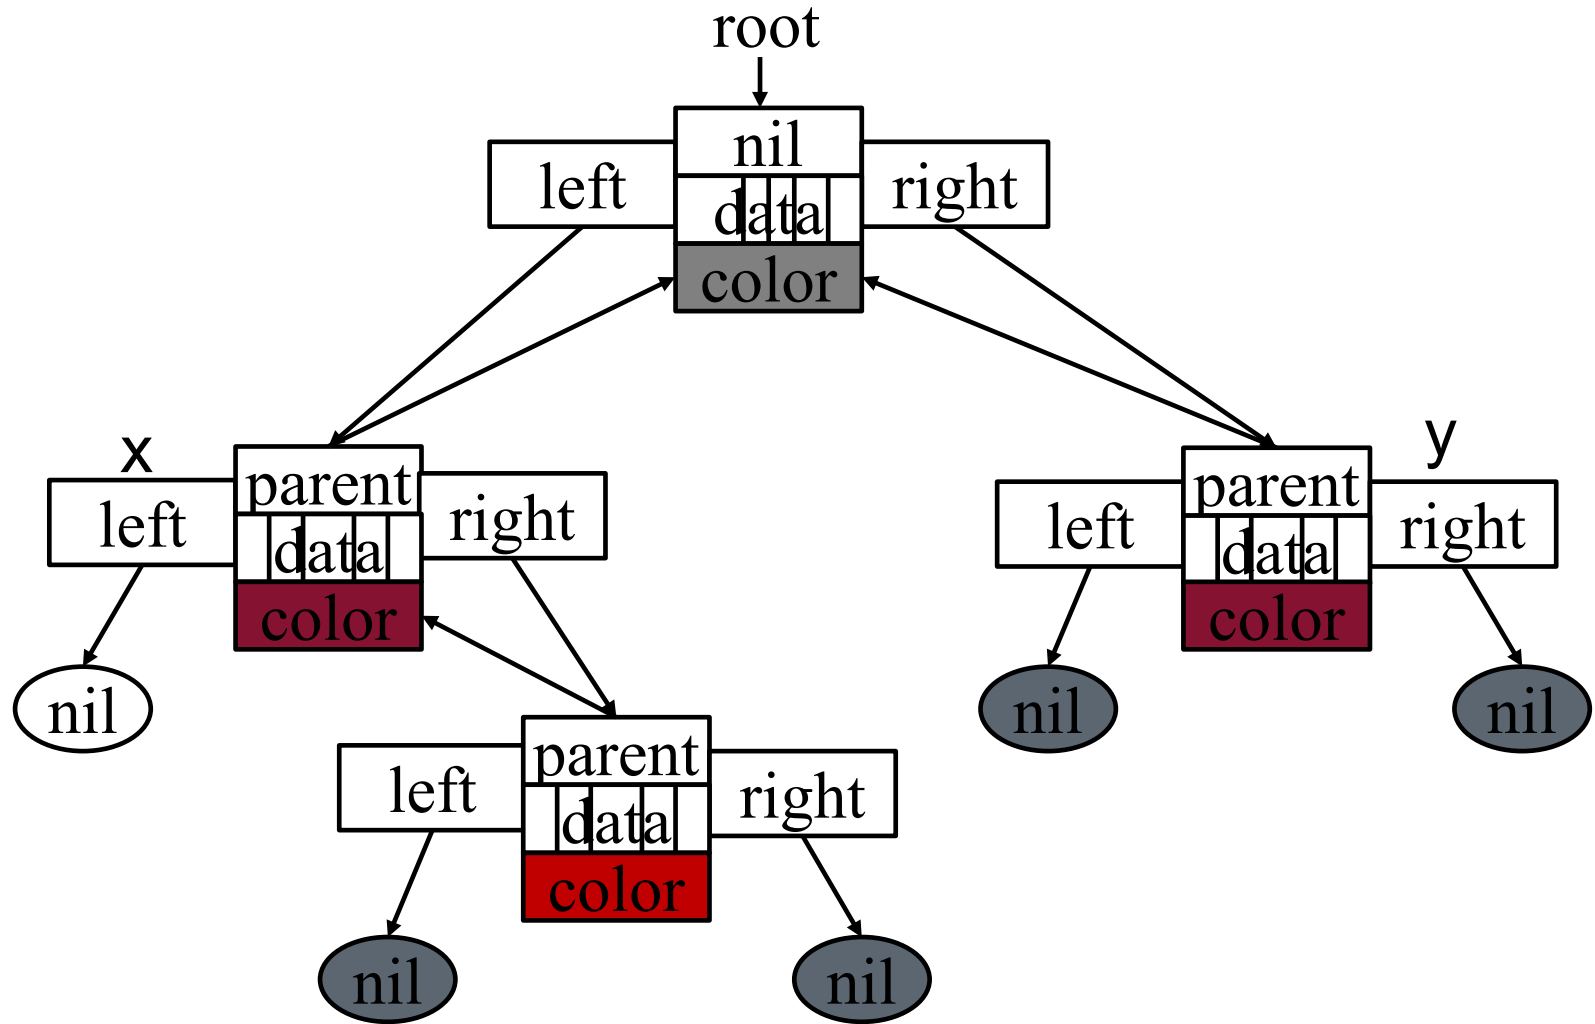 root
nil
left
right
data
color
x
y
parent
left
right
data
color
parent
left
right
data
color
nil
nil
nil
parent
left
right
data
color
nil
nil